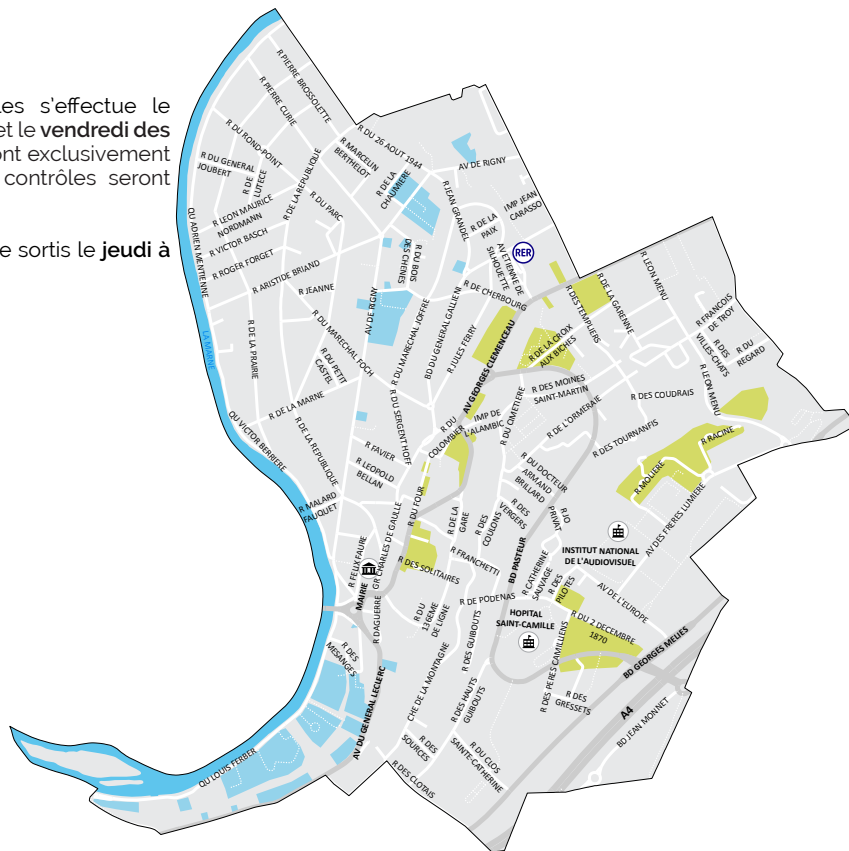 les s'effectue le
et le vendredi des
ont exclusivement
contrôles seront
e sortis le jeudi à
R PIERRE BROSSOLETTE
R PIERRE CURIE
R DU ROND-POINT
R DU 26 AOUT 1944
R MARCELIN
BERTHELOT
R DE LA
CHAUMIERE
AV DE RIGNY
R DU GENERAL
JOUBERT
R DE
LUTECE
R DE LA REPUBLIQUE
R JEAN GRANDEL
IMP JEAN
CARASSO
R LEON MAURICE
NORDMANN
R DU PARC
R DE LA
PAIX
QU ADRIEN MENTIENNE
R VICTOR BASCH
R DU BOIS
DES CHENES
AV ETIENNE DE
SILHOUETTE
RER
R ROGER FORGET
R ARISTIDE BRIAND
R JEANNE
AV DE RIGNY
R DE CHERBOURG
R DES TEMPLIERS
R DE LA GARENNE
R LEON MENU
R FRANCOIS
DE TROY
R DES
VILLES-CHATS
R DU
REGARD
LA MARNE
R DE LA PRAIRIE
R DU MARECHAL FOCH
R DU MARECHAL JOFFRE
BD DU GENERAL GALLIENI
R JULES FERRY
AV GEORGES CLEMENCEAU
R DE LA CROIX
AUX BICHES
R DU PETIT
CASTEL
R DES MOINES
SAINT-MARTIN
R LEON MENU
R DES COUDRAIS
R DE LA MARNE
QU VICTOR BERRIERE
R DE LA REPUBLIQUE
R DU SERGENT HOFF
R DU
COLOMBIER
IMP DE
L'ALAMBIC
R DU CIMETIERE
R DE L'ORMERAIE
R DES TOURNANFIS
R RACINE
R MOLIERE
R FAVIER
R LEOPOLD
BELLAN
R DU DOCTEUR
ARMAND
BRILLARD
R MALARD
FAUQUET
R DU FOUR
R DE LA
GARE
R DES
COULONS
R DES
VERGERS
R JO
PRIVAT
AV DES FRERES LUMIERE
INSTITUT NATIONAL
DE L'AUDIOVISUEL
R FELIX FAURE
MAIRIE
GR CHARLES DE GAULLE
R DES SOLITAIRES
R FRANCHETTI
BD PASTEUR
R CATHERINE
SAUVAGE
R DES
PILOTES
AV DE L'EUROPE
R DAGUERRE
R DU
136EME
DE LIGNE
R DE PODENAS
HOPITAL
SAINT-CAMILLE
R DU 2 DECEMBRE
1870
R DES
MESANGES
R DES GUIBOUTS
BD GEORGES MELIES
AV DU GENERAL LECLERC
CHE DE LA MONTAGNE
R DES HAUTS
GUIBOUTS
R DES PERES CAMILLIENS
R DES
GRESSETS
A4
BD JEAN MONNET
QU LOUIS FERBER
R DES
SOURCES
R DU CLOS
SAINTE-CATHERINE
R DES CLOTAIS